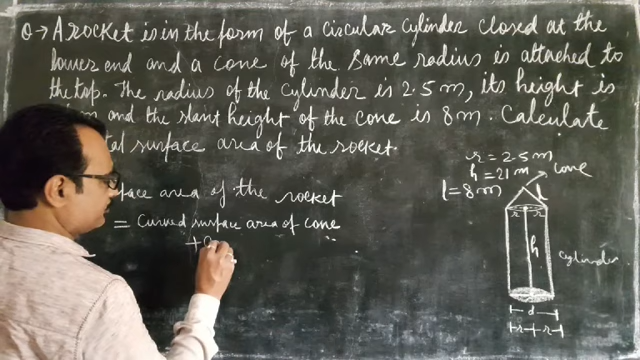 Q → A rocket is in the form of a circular cylinder closed at the
lower end and a cone of the same radius is attached to
the top. The radius of the cylinder is 2.5 m, its height is
m and the slant height of the cone is 8m. Calculate
surface area of the rocket.
r = 2.5 m
h = 21 m
l = 8 m
cone
l
area of the rocket
= Curved surface area of cone
+
r r
h
Cylinder
d
r r